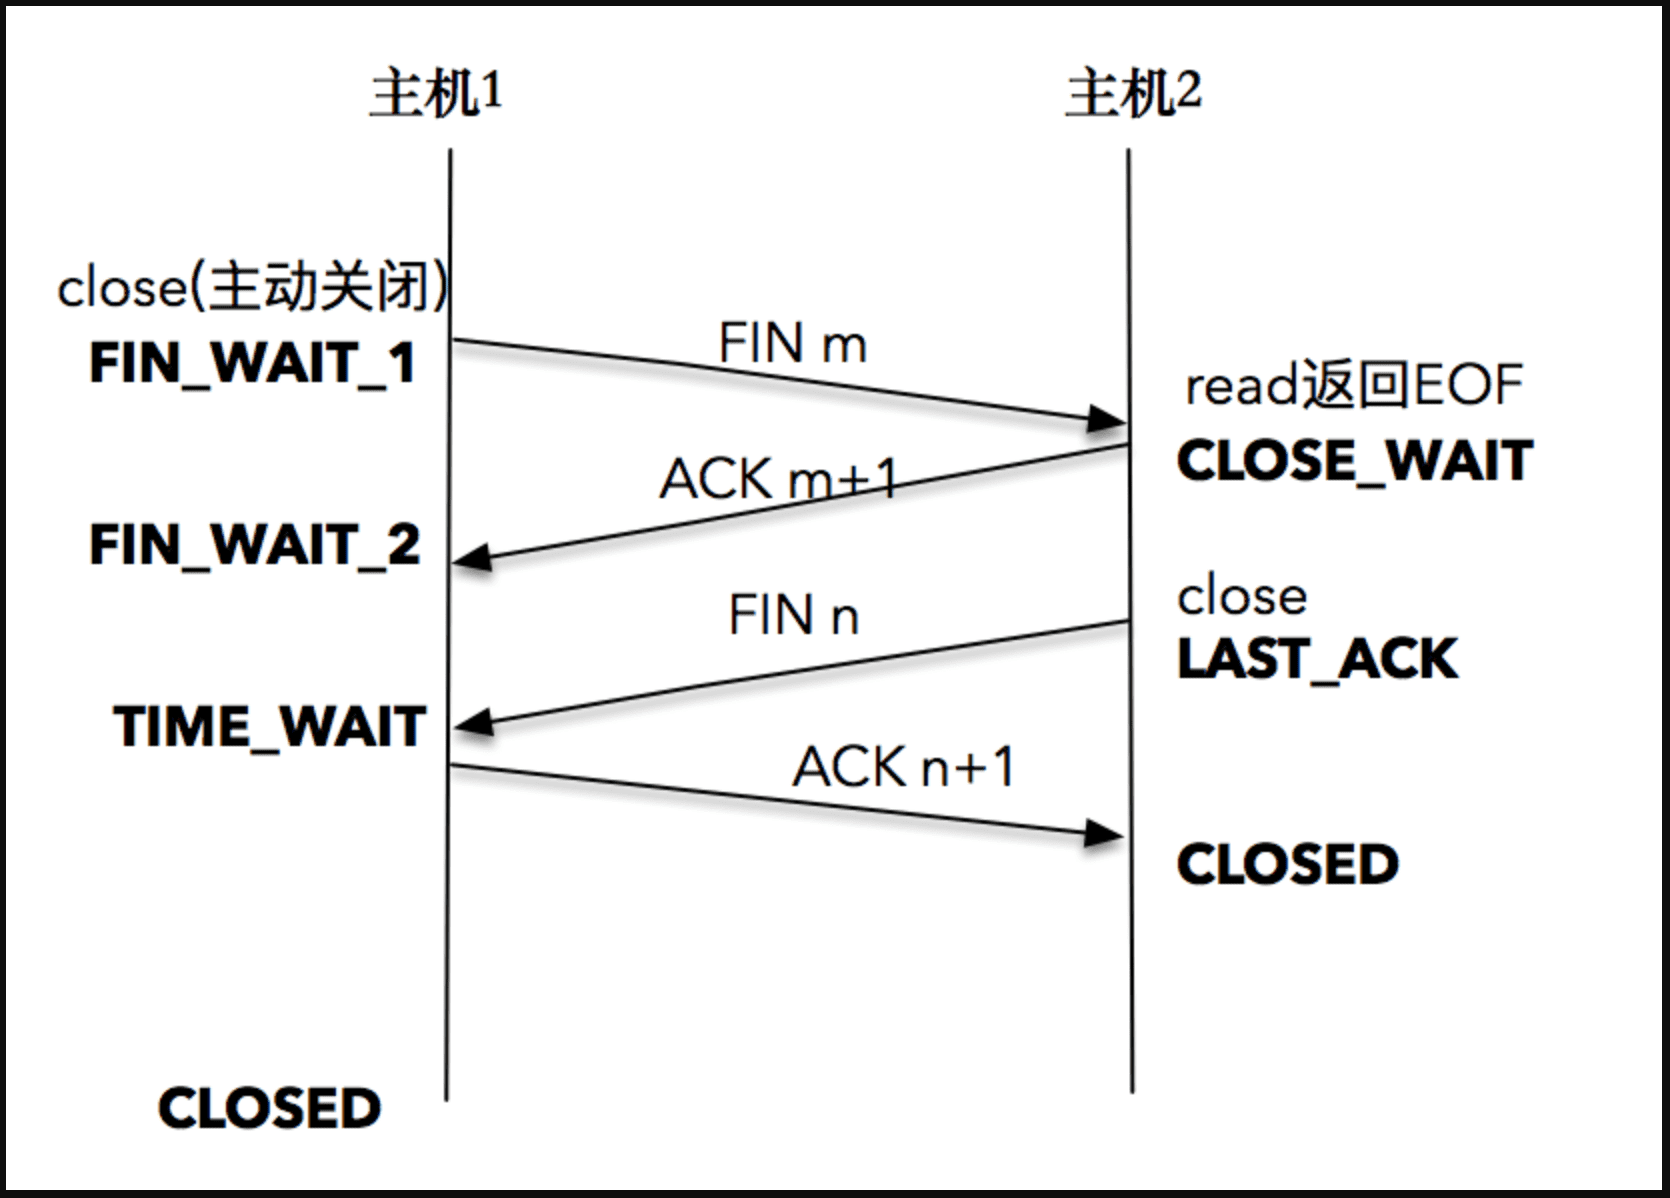 主机1
主机2
close(主动关闭)
FIN m
FIN_WAIT_1
read返回EOF
CLOSE_WAIT
ACK m+1
FIN_WAIT_2
close
FIN n
LAST_ACK
TIME_WAIT
ACK n+1
CLOSED
CLOSED